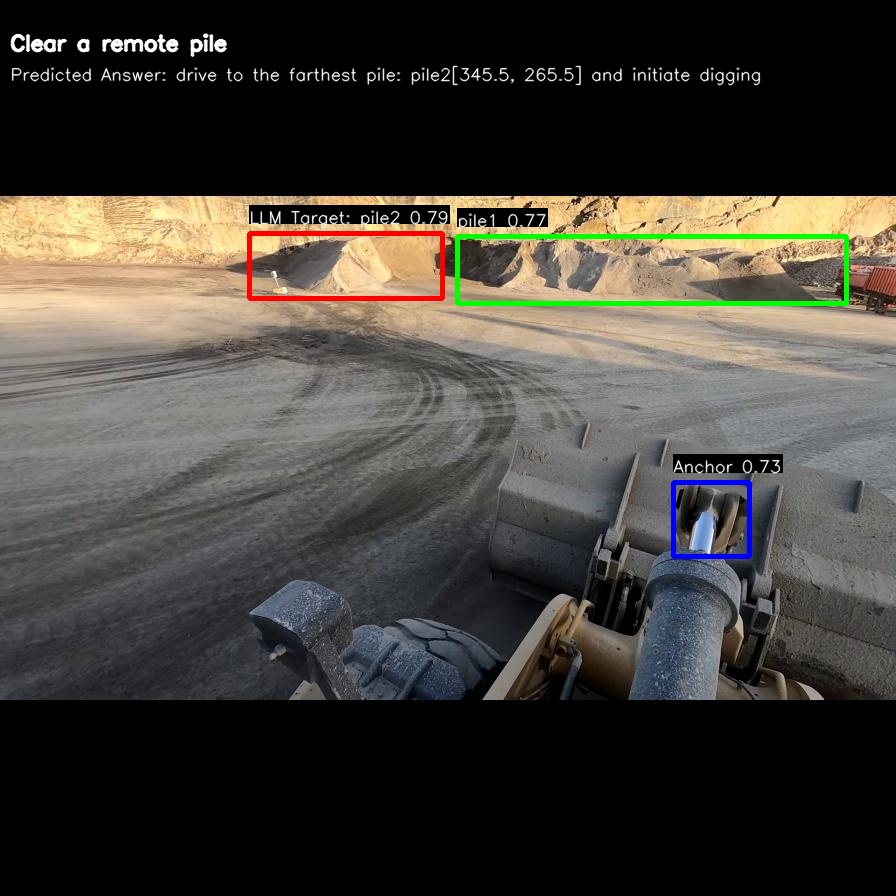 Clear a remote pile
Predicted Answer: drive to the farthest pile: pile2[345.5, 265.5] and initiate digging
LLM Target: pile2 0.79
pile1 0.77
Anchor 0.73